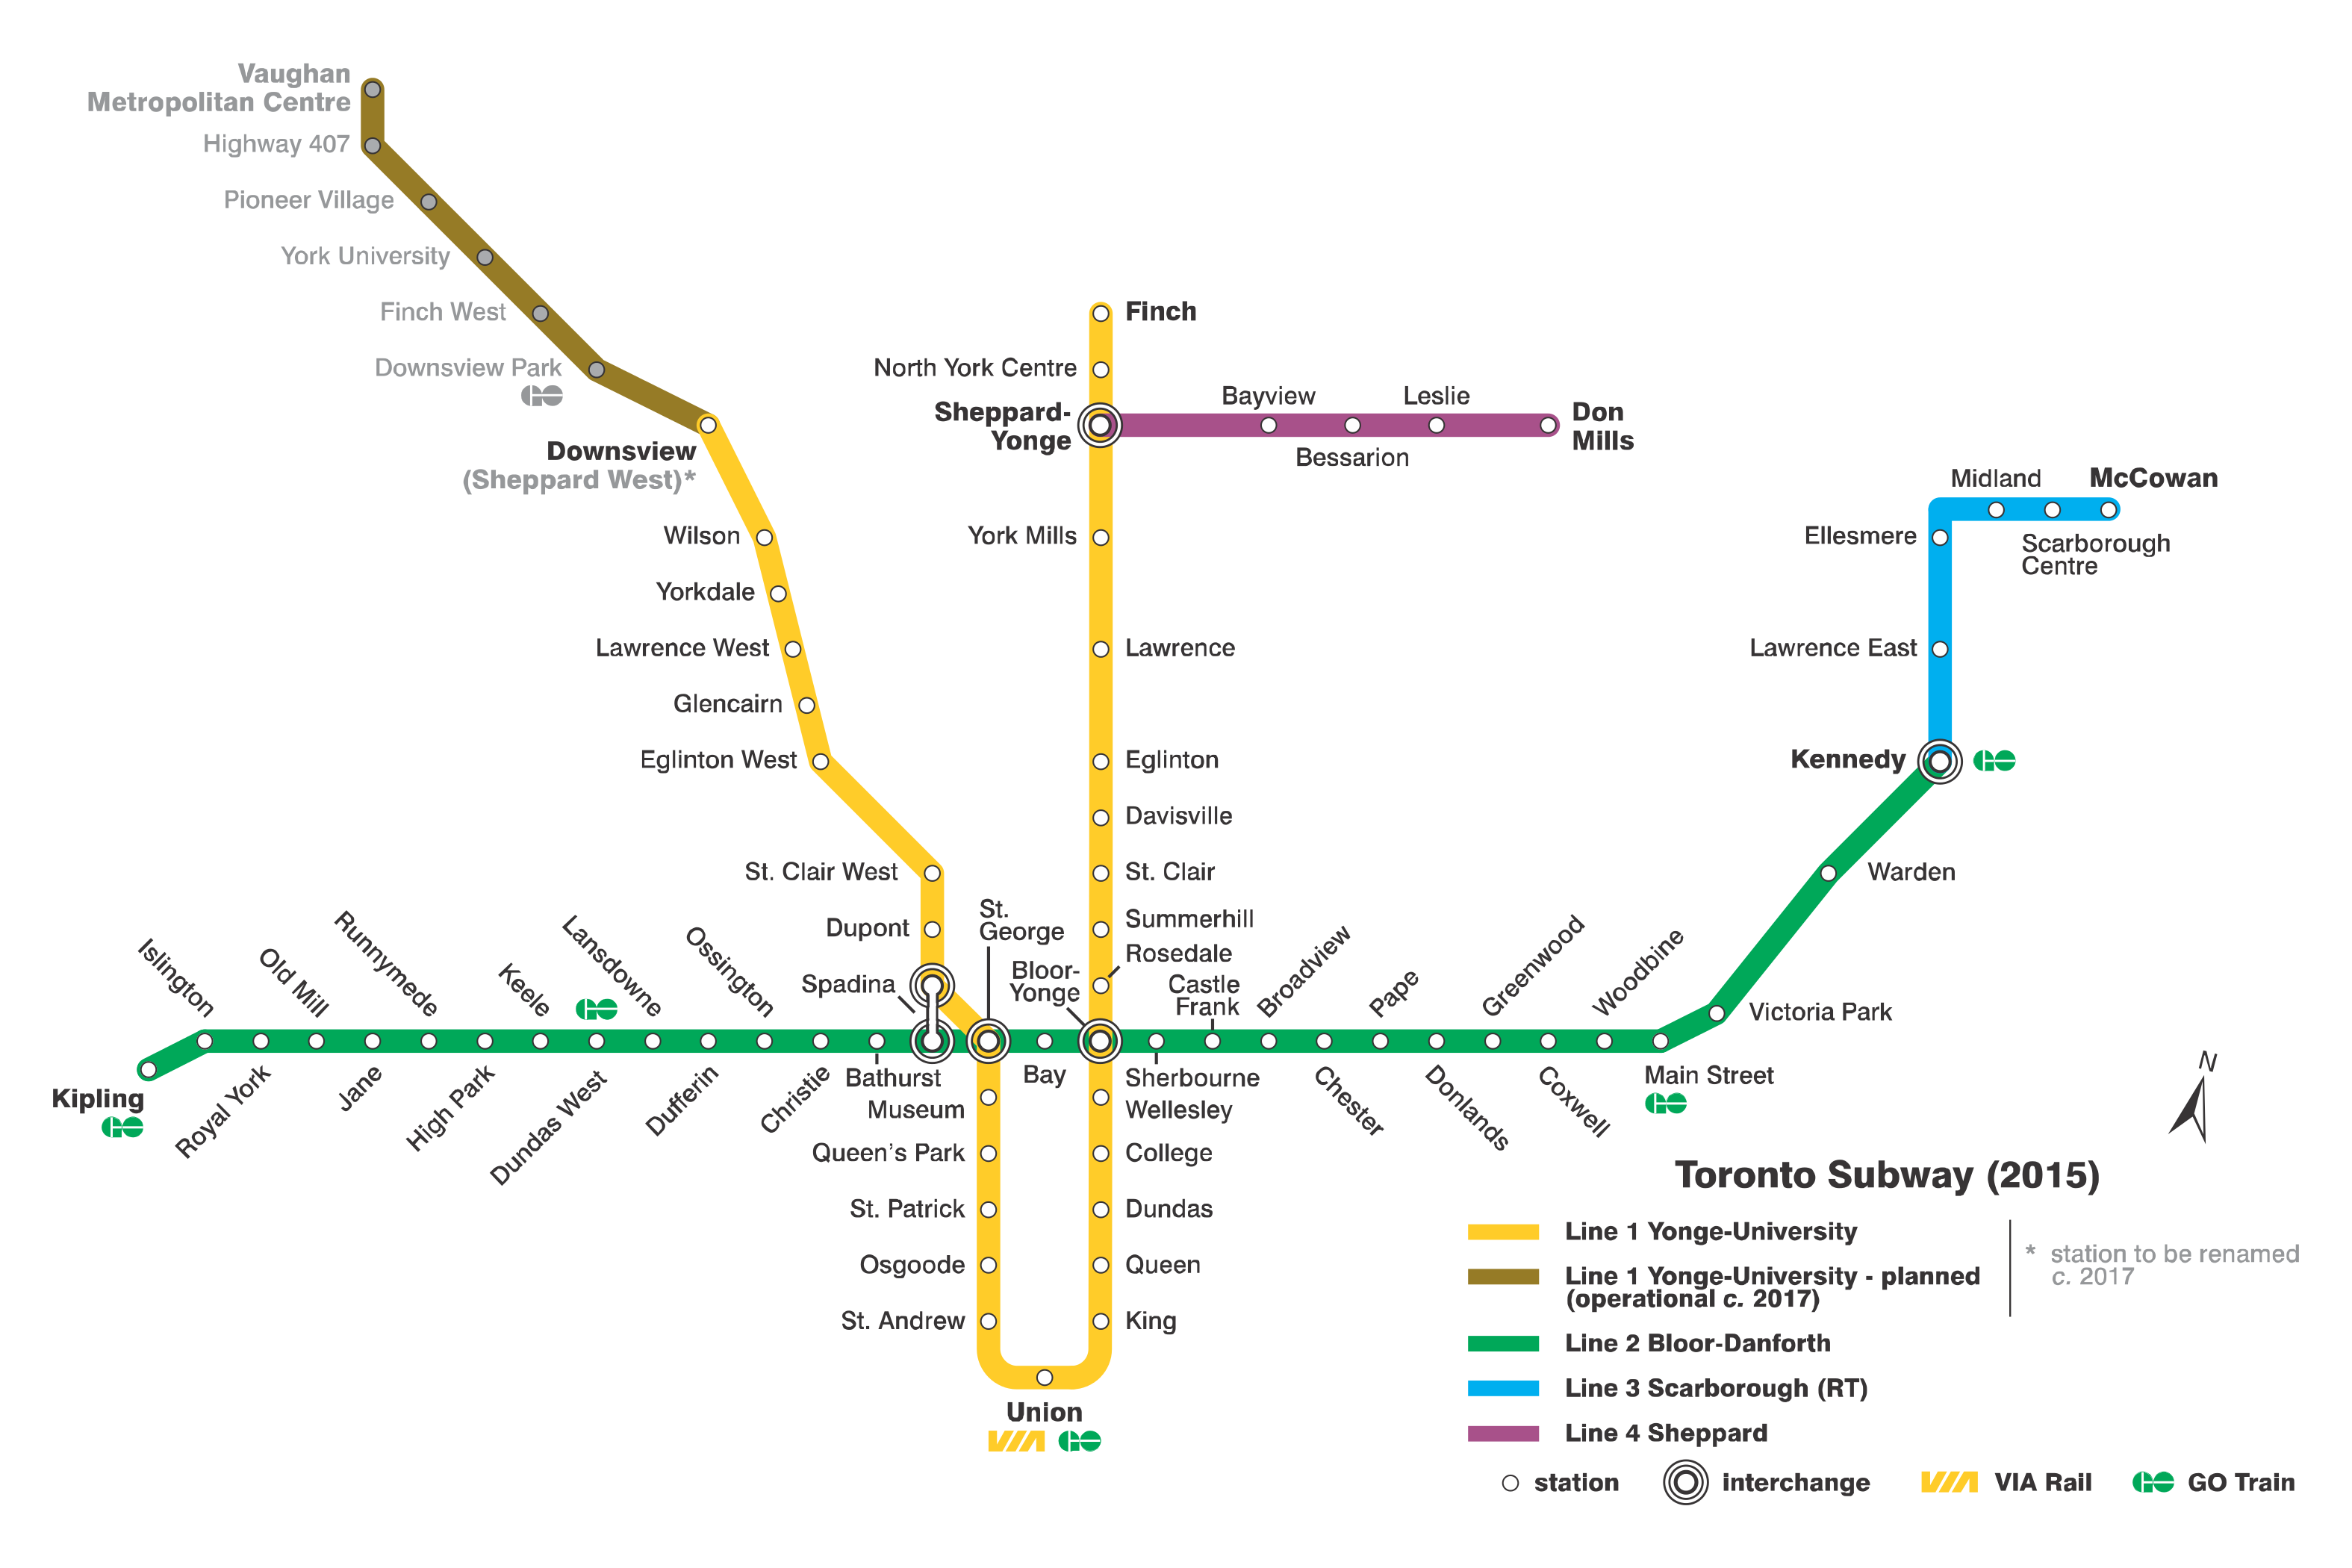 Vaughan
Metropolitan Centre
Highway 407
Pioneer Village
York University
Finch West
Downsview Park
GO
Downsview
(Sheppard West)*
Wilson
Yorkdale
Lawrence West
Glencairn
Eglinton West
St. Clair West
Dupont
Spadina
St.
George
Bloor-
Yonge
Finch
North York Centre
Sheppard-
Yonge
Bayview
Bessarion
Leslie
Don
Mills
York Mills
Lawrence
Eglinton
Davisville
St. Clair
Summerhill
Rosedale
Castle
Frank
Midland
McCowan
Scarborough
Centre
Ellesmere
Lawrence East
Kennedy
GO
Warden
Victoria Park
Islington
Old Mill
Runnymede
Keele
Lansdowne
GO
Ossington
Broadview
Pape
Greenwood
Woodbine
Kipling
GO
Royal York
Jane
High Park
Dundas West
Dufferin
Christie
Bathurst
Bay
Sherbourne
Chester
Donlands
Coxwell
Main Street
GO
Museum
Queen's Park
St. Patrick
Osgoode
St. Andrew
Wellesley
College
Dundas
Queen
King
Union
VIA GO
N
Toronto Subway (2015)
Line 1 Yonge-University
Line 1 Yonge-University - planned
(operational c. 2017)
* station to be renamed
c. 2017
Line 2 Bloor-Danforth
Line 3 Scarborough (RT)
Line 4 Sheppard
station
interchange
VIA VIA Rail
GO GO Train